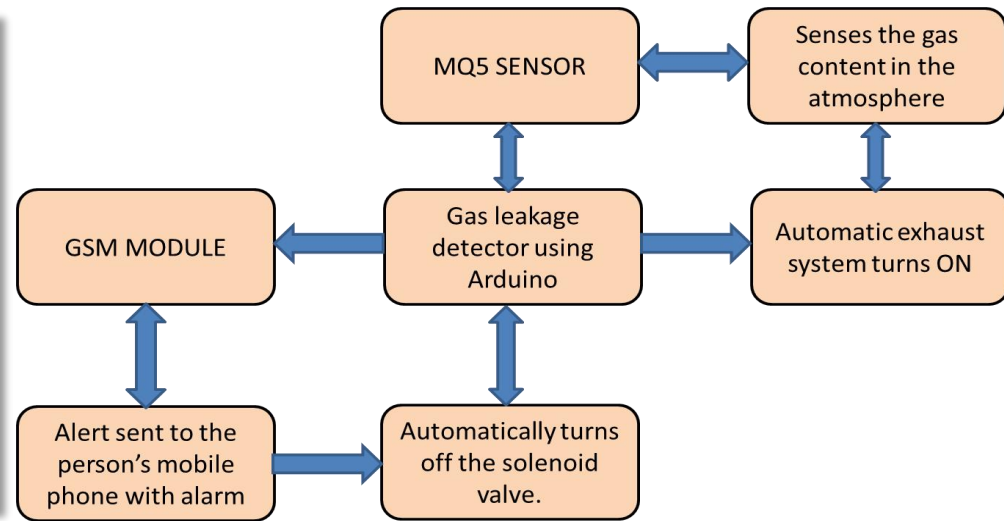 MQ5 SENSOR
Senses the gas
content in the
atmosphere
GSM MODULE
Gas leakage
detector using
Arduino
Automatic exhaust
system turns ON
Alert sent to the
person’s mobile
phone with alarm
Automatically turns
off the solenoid
valve.